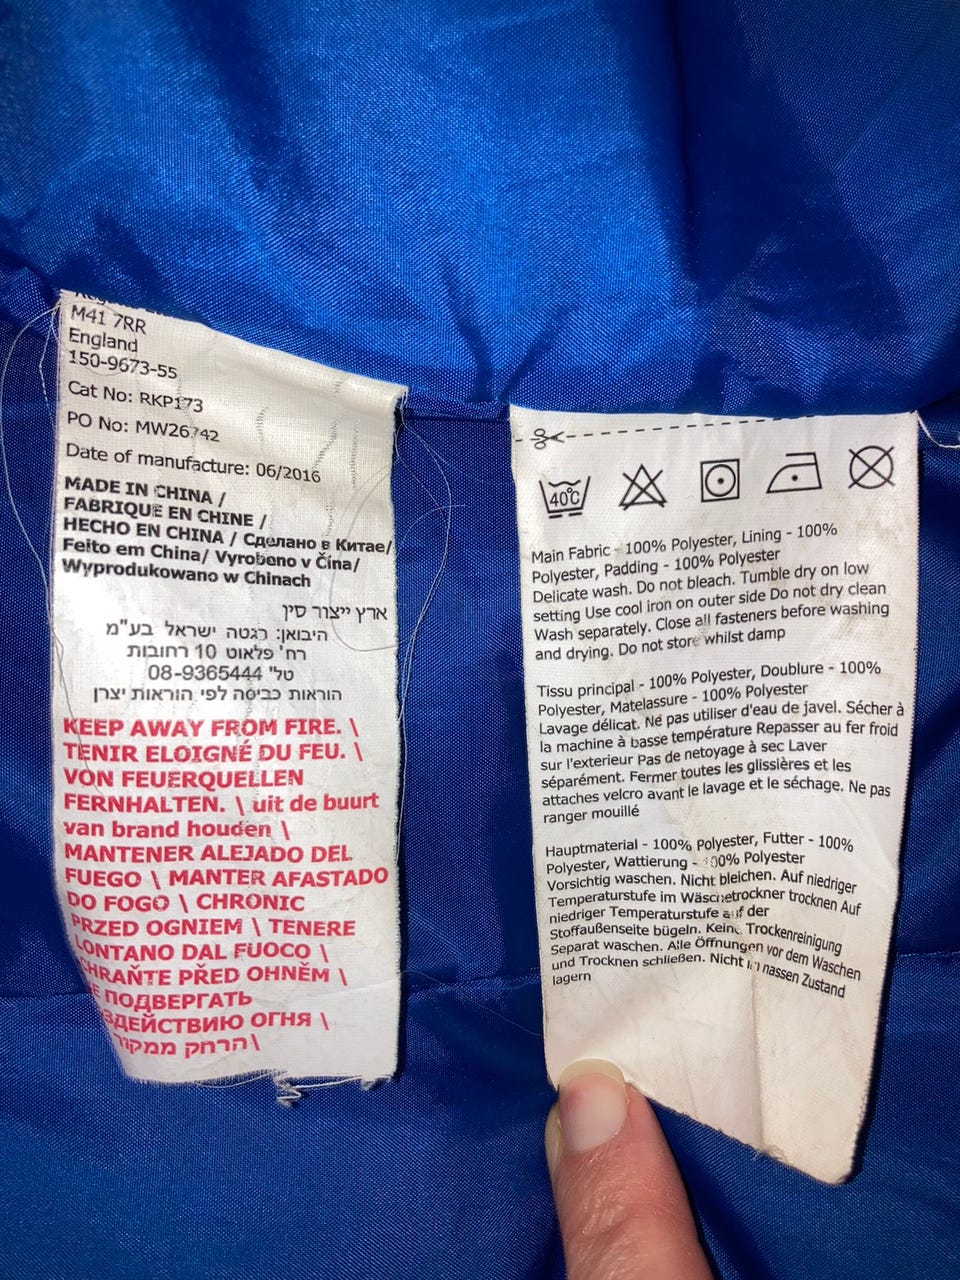 M41 7RR
England
150-9673-55
Cat No: RKP173
PO No: MW26742
Date of manufacture: 06/2016
MADE IN CHINA /
FABRIQUE EN CHINE /
HECHO EN CHINA / Сделано в Китае/
Feito em China/ Vyrobeno v Čína/
Wyprodukowano w Chinach
ארץ ייצור סין
היבואן: רגטה ישראל בע"מ
רח' פלאוט 10 רחובות
טל' 08-9365444
הוראות כביסה לפי הוראות יצרן
KEEP AWAY FROM FIRE. \
TENIR ELOIGNÉ DU FEU. \
VON FEUERQUELLEN
FERNHALTEN. \ uit de buurt
van brand houden \
MANTENER ALEJADO DEL
FUEGO \ MANTER AFASTADO
DO FOGO \ CHRONIC
PRZED OGNIEM \ TENERE
LONTANO DAL FUOCO \
CHRAŇTE PŘED OHNĚM \
ПОДВЕРГАТЬ
ЗДЕЙСТВИЮ ОГНЯ \
הרחק ממקור \
40°C
Main Fabric - 100% Polyester, Lining - 100%
Polyester, Padding - 100% Polyester
Delicate wash. Do not bleach. Tumble dry on low
setting Use cool iron on outer side Do not dry clean
Wash separately. Close all fasteners before washing
and drying. Do not store whilst damp
Tissu principal - 100% Polyester, Doublure - 100%
Polyester, Matelassure - 100% Polyester
Lavage délicat. Ne pas utiliser d'eau de javel. Sécher à
la machine à basse température Repasser au fer froid
sur l'exterieur Pas de netoyage à sec Laver
séparément. Fermer toutes les glissières et les
attaches velcro avant le lavage et le séchage. Ne pas
ranger mouillé
Hauptmaterial - 100% Polyester, Futter - 100%
Polyester, Wattierung - 100% Polyester
Vorsichtig waschen. Nicht bleichen. Auf niedriger
Temperaturstufe im Wäschetrockner trocknen Auf
niedriger Temperaturstufe auf der
Stoffaußenseite bügeln. Keine Trockenreinigung
Separat waschen. Alle Öffnungen vor dem Waschen
und Trocknen schließen. Nicht im nassen Zustand
lagern